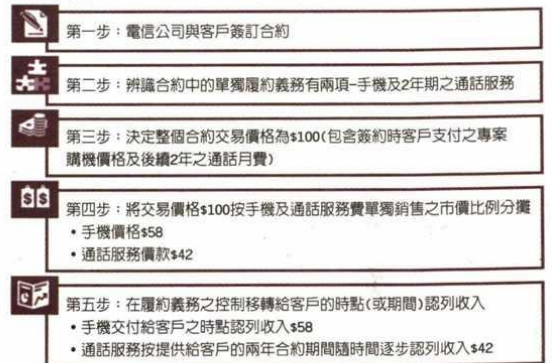 第一步：電信公司與客戶簽訂合約
第二步：辨識合約中的單獨履約義務有兩項-手機及2年期之通話服務
第三步：決定整個合約交易價格為$100(包含簽約時客戶支付之專案
購機價格及後續2年之通話月費)
$$
第四步：將交易價格$100按手機及通話服務費單獨銷售之市價比例分攤
• 手機價格$58
• 通話服務價款$42
第五步：在履約義務之控制移轉給客戶的時點(或期間)認列收入
• 手機交付給客戶之時點認列收入$58
• 通話服務按提供給客戶的兩年合約期間隨時間逐步認列收入$42